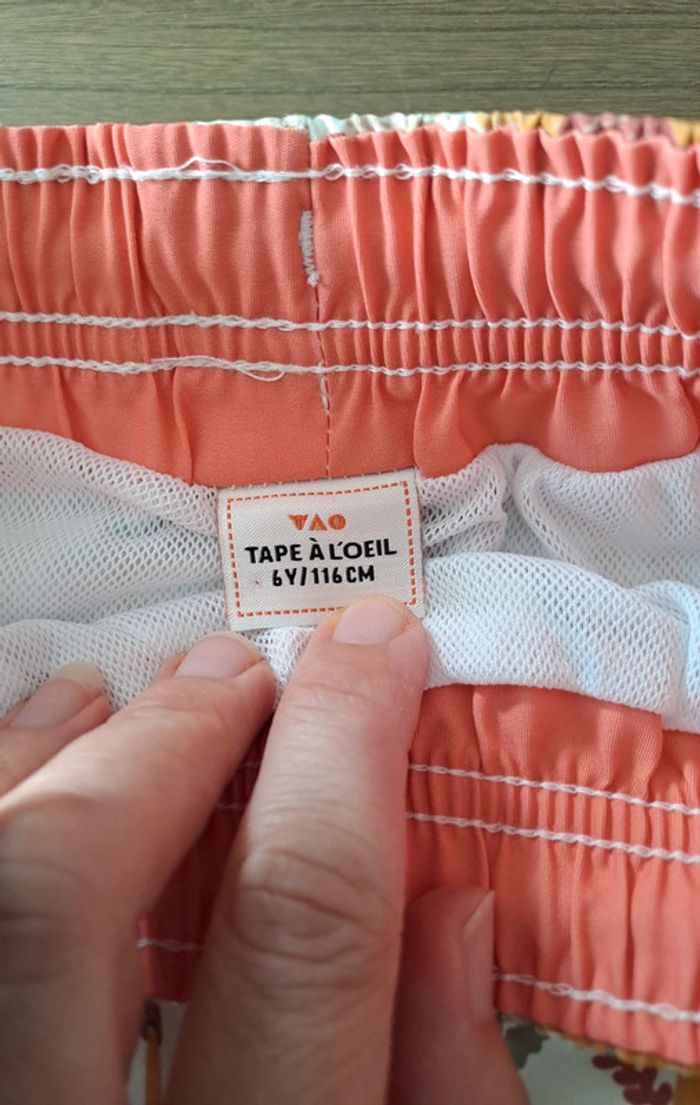 TAO
TAPE À L'OEIL
6Y/116CM